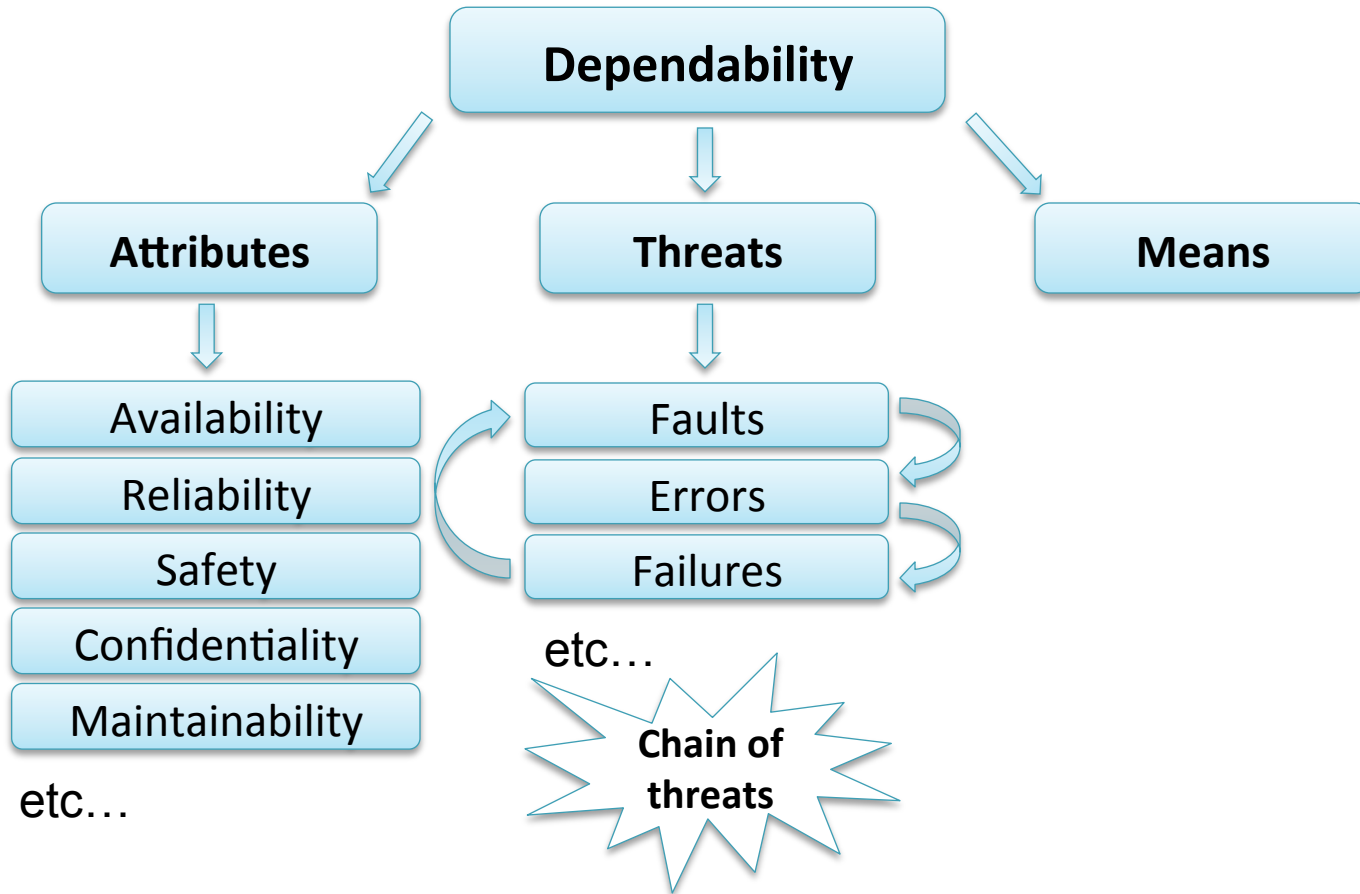 Dependability
Attributes
Threats
Means
Availability
Reliability
Safety
Confidentiality
Maintainability
etc…
Faults
Errors
Failures
etc…
Chain of
threats